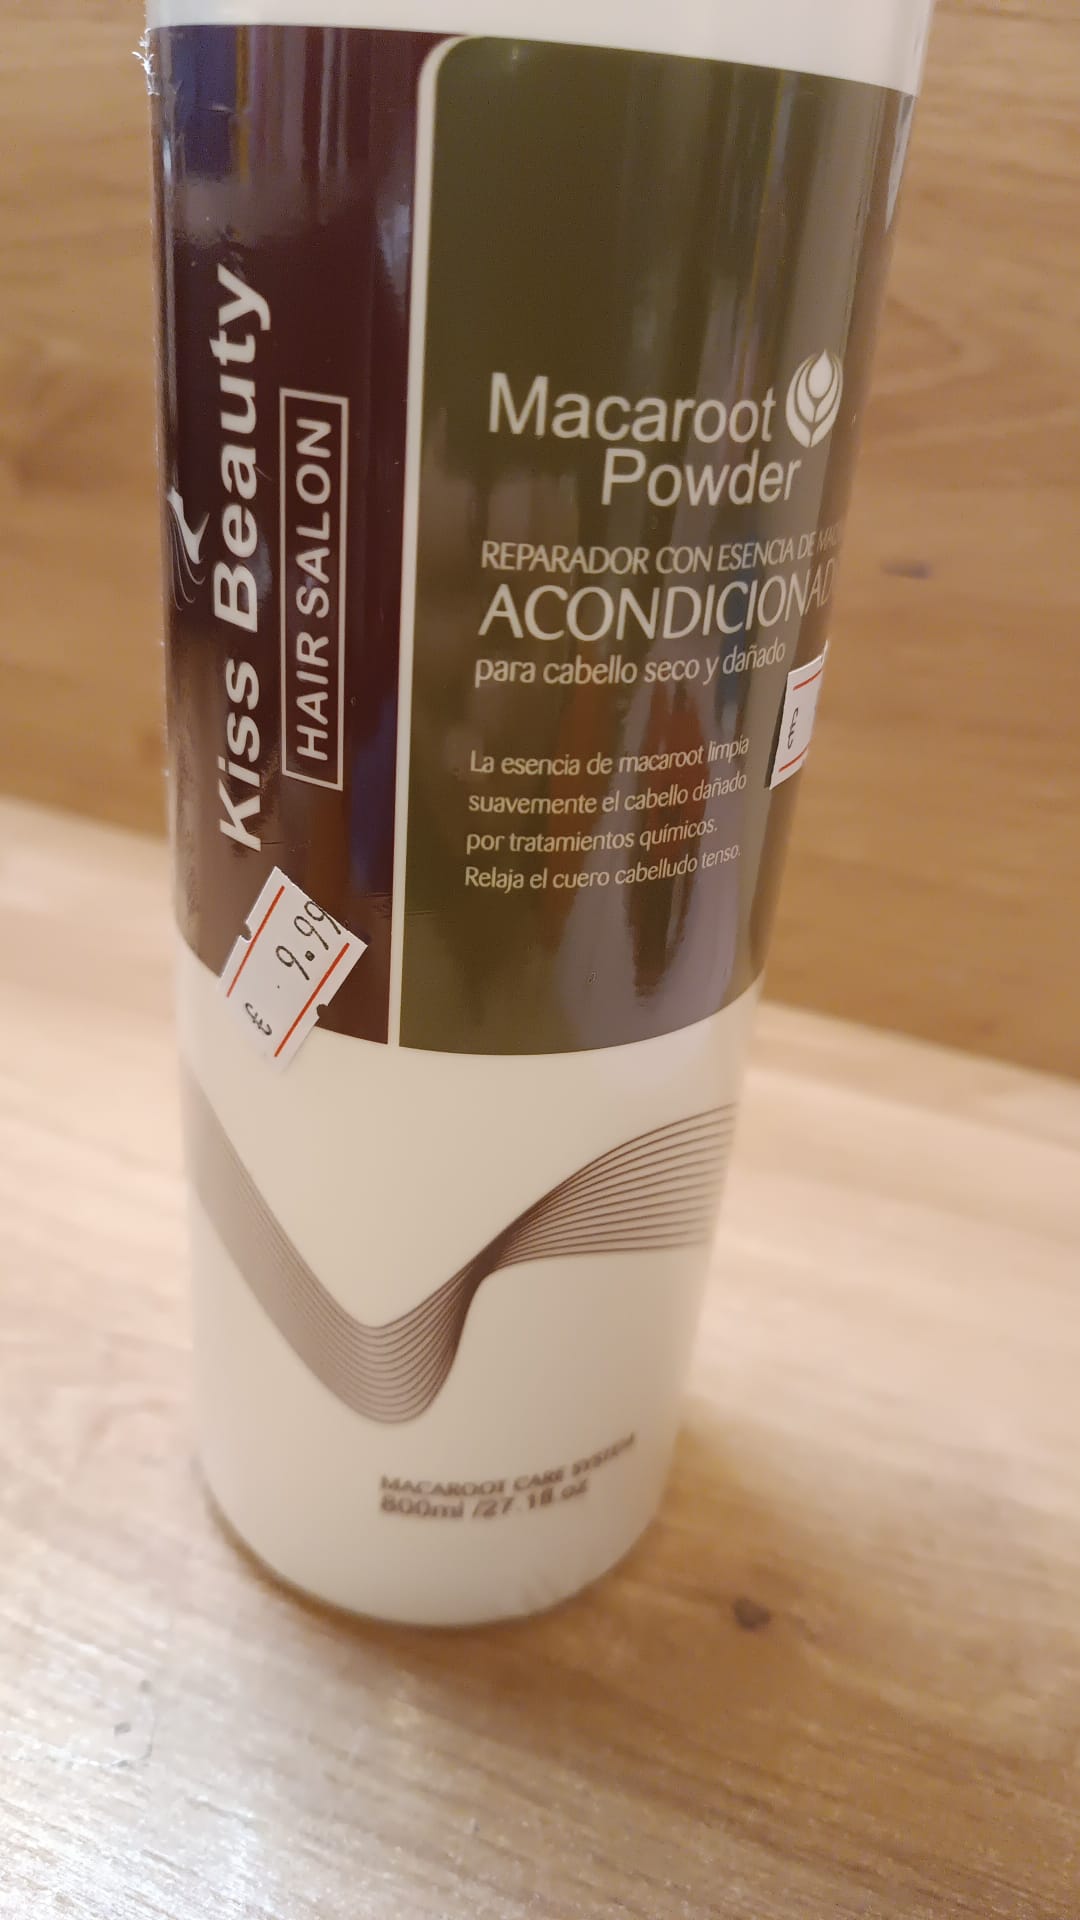 Kiss Beauty
HAIR SALON
9.99
Macaroot
Powder
REPARADOR CON ESENCIA DE
ACONDICIONAD
para cabello seco y dañado
La esencia de macaroot limpia
suavemente el cabello dañado
por tratamientos químicos.
Relaja el cuero cabelludo tenso.
MACAROOT CARE SYSTEM
800ml /27.18 oz